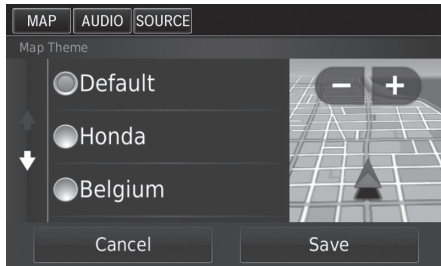 MAP AUDIO SOURCE
Map Theme
Default
Honda
Belgium
Cancel Save